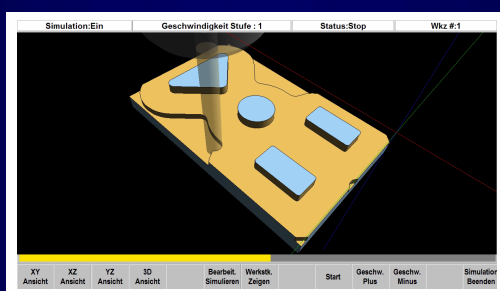 Simulation:Ein Geschwindigkeit Stufe : 1 Status:Stop Wkz #:1
XY Ansicht
XZ Ansicht
YZ Ansicht
3D Ansicht
Bearbeit. Simulieren
Werkstk. Zeigen
Start
Geschw. Plus
Geschw. Minus
Simulation Beenden